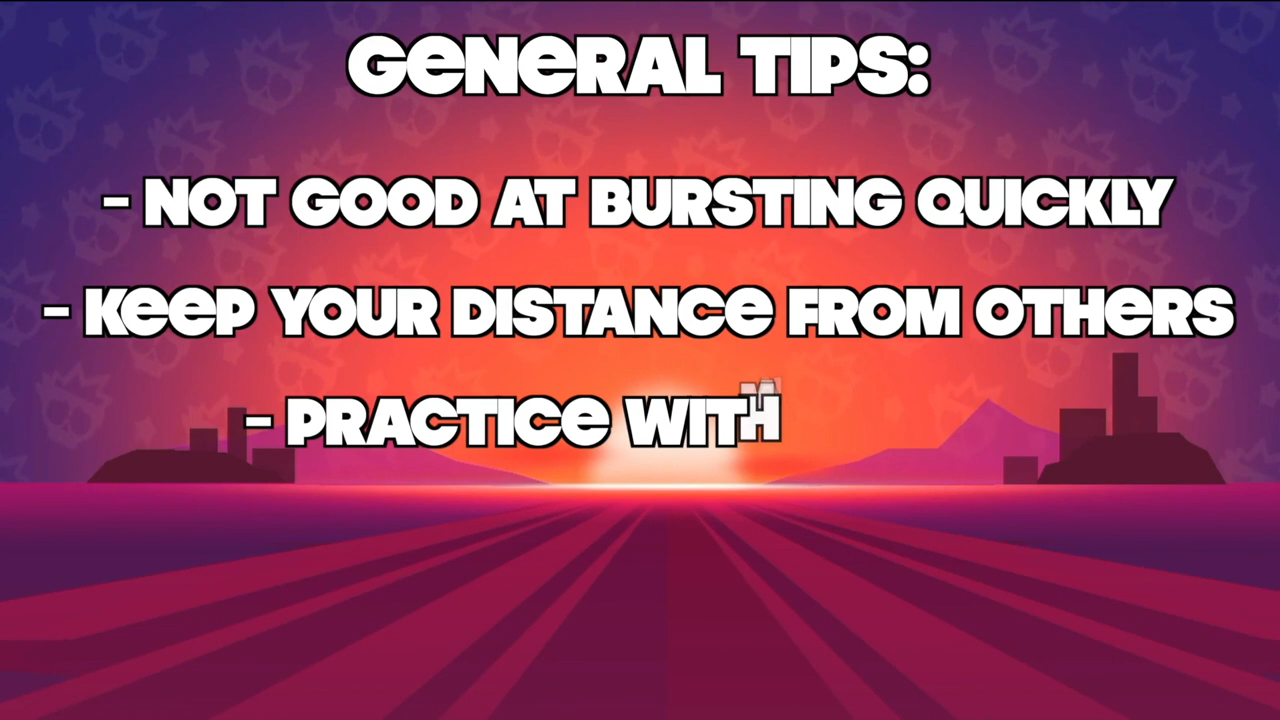 GENERAL TIPS:
- NOT GOOD AT BURSTING QUICKLY
- KEEP YOUR DISTANCE FROM OTHERS
- PRACTICE WITH